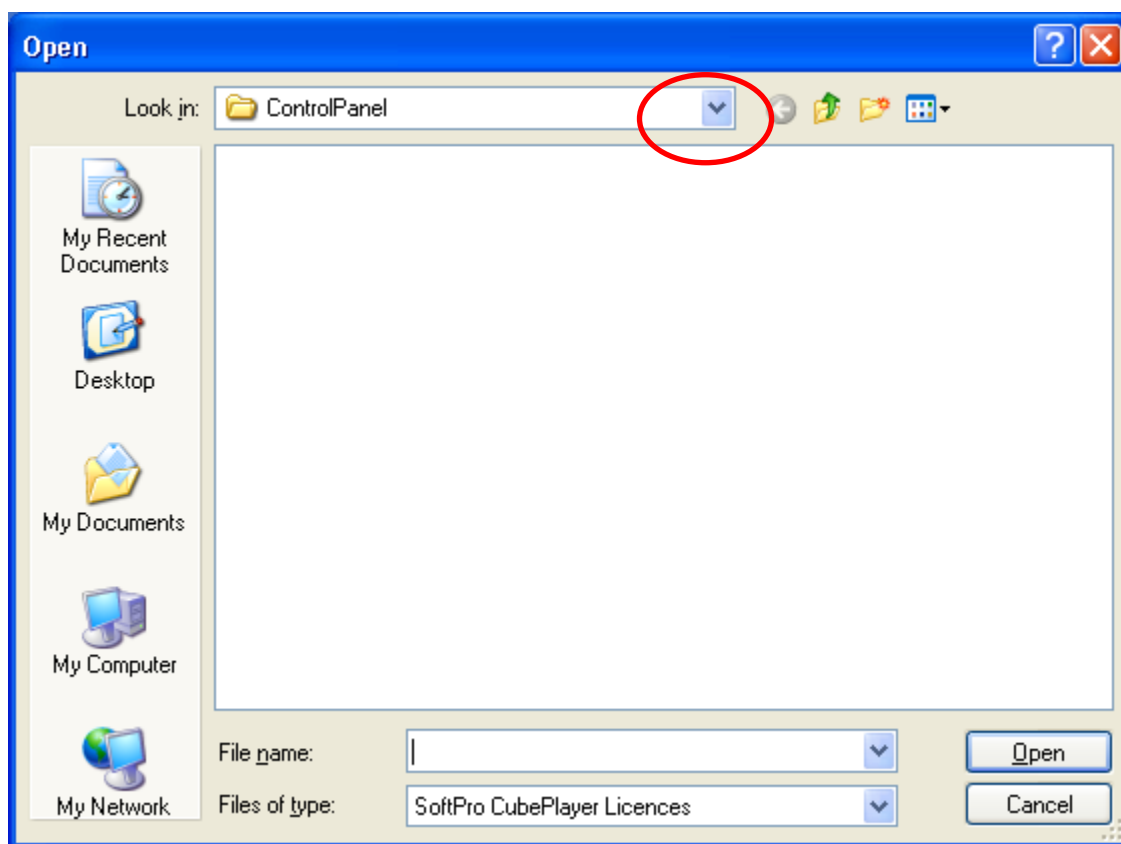 Open
Look in:
ControlPanel
My Recent
Documents
Desktop
My Documents
My Computer
My Network
File name:
Open
Files of type:
SoftPro CubePlayer Licences
Cancel